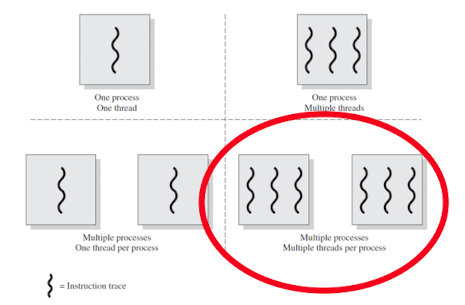 One process
One thread
One process
Multiple threads
Multiple processes
One thread per process
Multiple processes
Multiple threads per process
= Instruction trace